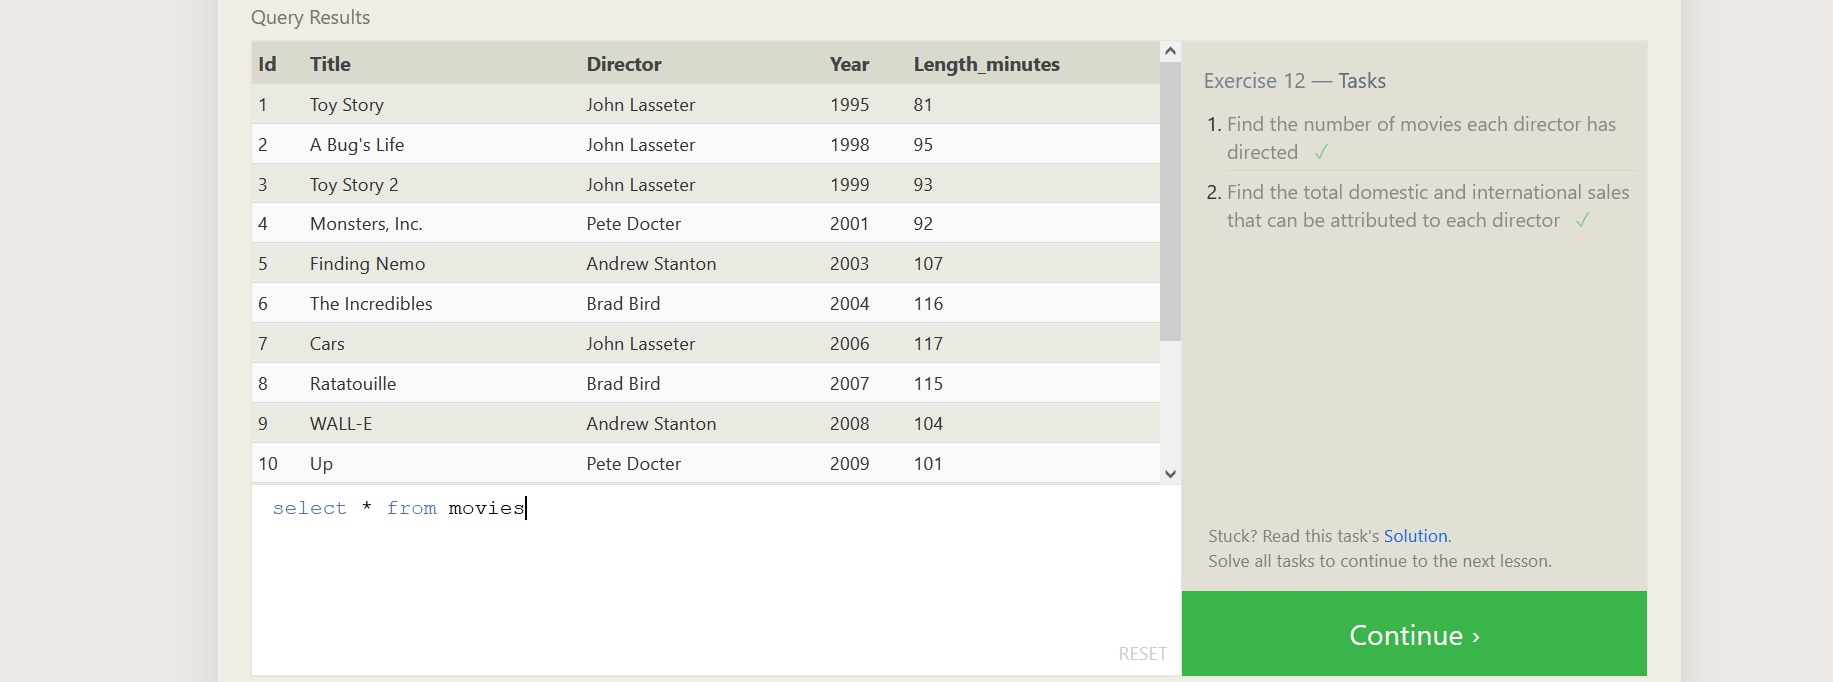 Query Results
Id Title Director Year Length_minutes
1 Toy Story John Lasseter 1995 81
2 A Bug's Life John Lasseter 1998 95
3 Toy Story 2 John Lasseter 1999 93
4 Monsters, Inc. Pete Docter 2001 92
5 Finding Nemo Andrew Stanton 2003 107
6 The Incredibles Brad Bird 2004 116
7 Cars John Lasseter 2006 117
8 Ratatouille Brad Bird 2007 115
9 WALL-E Andrew Stanton 2008 104
10 Up Pete Docter 2009 101
select * from movies
RESET
Exercise 12 — Tasks
1. Find the number of movies each director has
directed ✓
2. Find the total domestic and international sales
that can be attributed to each director ✓
Stuck? Read this task's Solution.
Solve all tasks to continue to the next lesson.
Continue ›